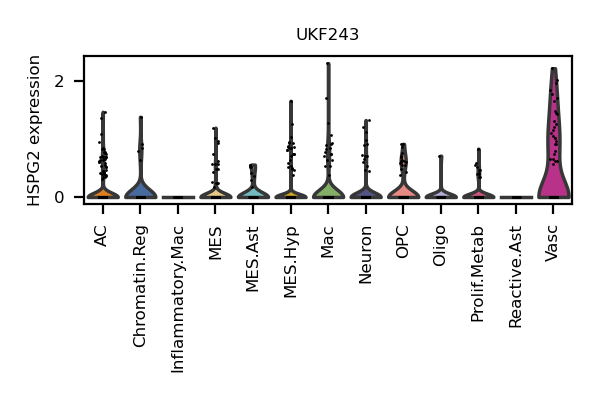 UKF243
HSPG2 expression
2
0
AC
Chromatin.Reg
Inflammatory.Mac
MES
MES.Ast
MES.Hyp
Mac
Neuron
OPC
Oligo
Prolif.Metab
Reactive.Ast
Vasc